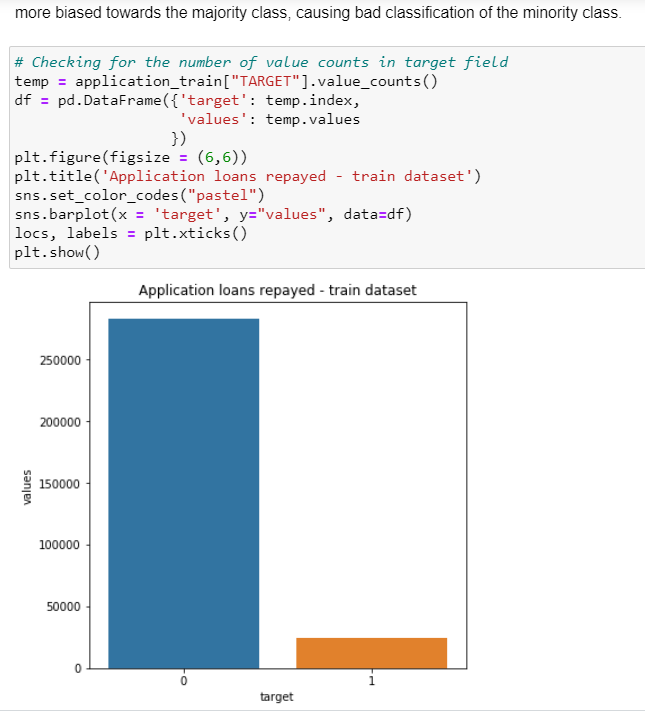 more biased towards the majority class, causing bad classification of the minority class.
# Checking for the number of value counts in target field
temp = application_train["TARGET"].value_counts()
df = pd.DataFrame({'target': temp.index,
'values': temp.values
})
plt.figure(figsize = (6,6))
plt.title('Application loans repayed - train dataset')
sns.set_color_codes("pastel")
sns.barplot(x = 'target', y="values", data=df)
locs, labels = plt.xticks()
plt.show()
Application loans repayed - train dataset
250000
200000
150000
100000
50000
0
values
0
1
target